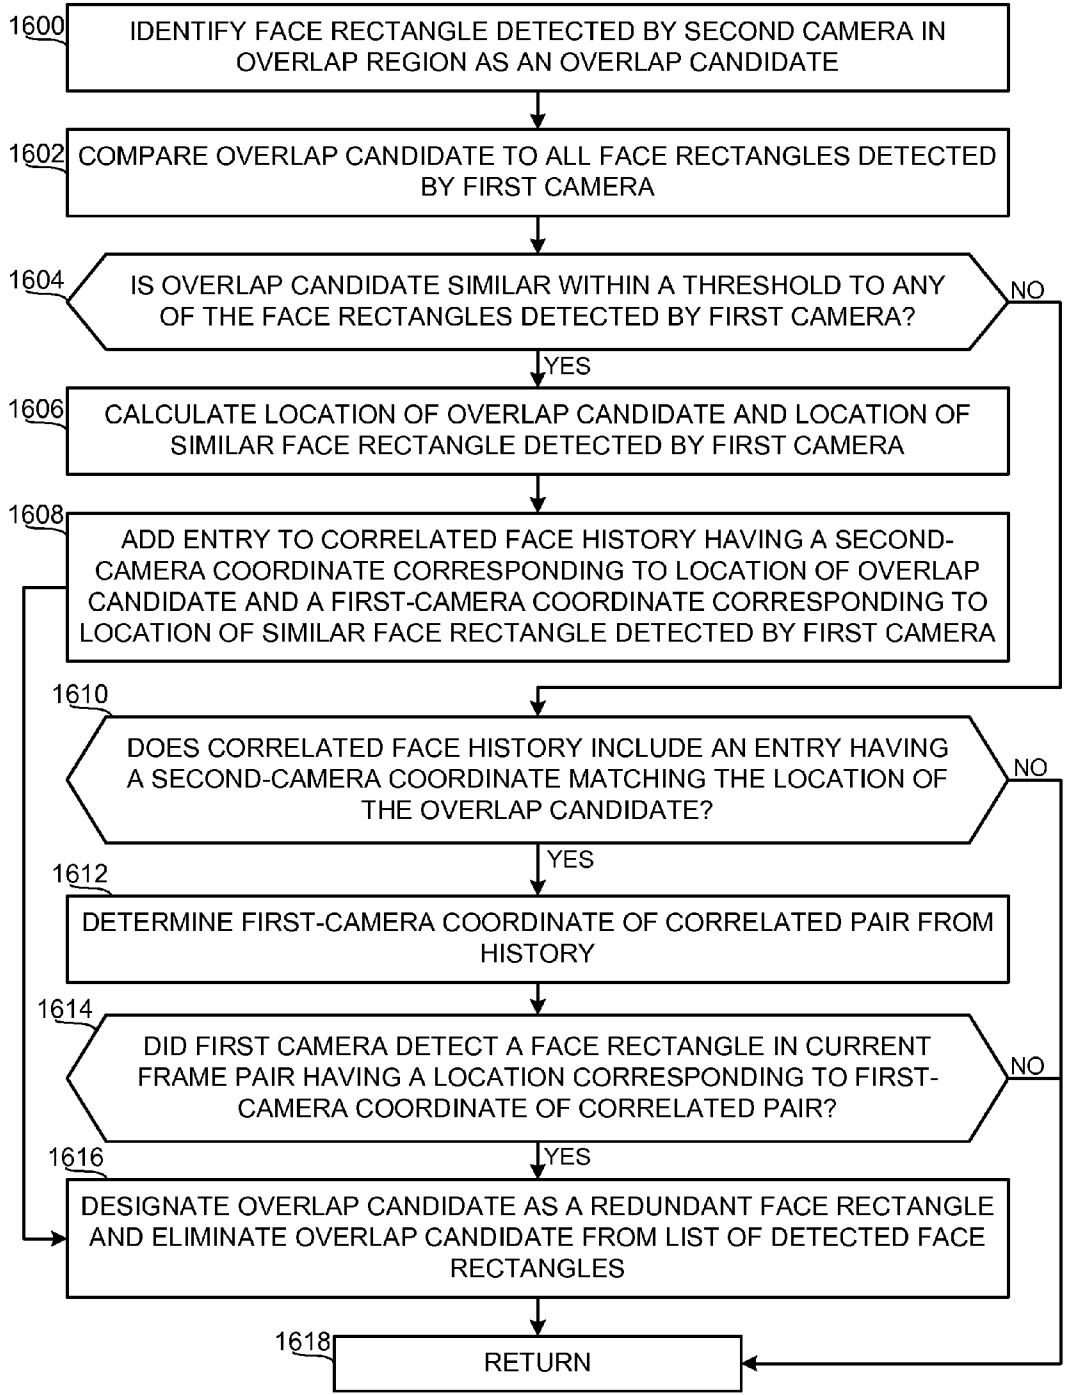 1600
IDENTIFY FACE RECTANGLE DETECTED BY SECOND CAMERA IN
OVERLAP REGION AS AN OVERLAP CANDIDATE
1602
COMPARE OVERLAP CANDIDATE TO ALL FACE RECTANGLES DETECTED
BY FIRST CAMERA
1604
IS OVERLAP CANDIDATE SIMILAR WITHIN A THRESHOLD TO ANY
OF THE FACE RECTANGLES DETECTED BY FIRST CAMERA?
NO
YES
1606
CALCULATE LOCATION OF OVERLAP CANDIDATE AND LOCATION OF
SIMILAR FACE RECTANGLE DETECTED BY FIRST CAMERA
1608
ADD ENTRY TO CORRELATED FACE HISTORY HAVING A SECOND-
CAMERA COORDINATE CORRESPONDING TO LOCATION OF OVERLAP
CANDIDATE AND A FIRST-CAMERA COORDINATE CORRESPONDING TO
LOCATION OF SIMILAR FACE RECTANGLE DETECTED BY FIRST CAMERA
1610
DOES CORRELATED FACE HISTORY INCLUDE AN ENTRY HAVING
A SECOND-CAMERA COORDINATE MATCHING THE LOCATION OF
THE OVERLAP CANDIDATE?
NO
YES
1612
DETERMINE FIRST-CAMERA COORDINATE OF CORRELATED PAIR FROM
HISTORY
1614
DID FIRST CAMERA DETECT A FACE RECTANGLE IN CURRENT
FRAME PAIR HAVING A LOCATION CORRESPONDING TO FIRST-
CAMERA COORDINATE OF CORRELATED PAIR?
NO
YES
1616
DESIGNATE OVERLAP CANDIDATE AS A REDUNDANT FACE RECTANGLE
AND ELIMINATE OVERLAP CANDIDATE FROM LIST OF DETECTED FACE
RECTANGLES
1618
RETURN